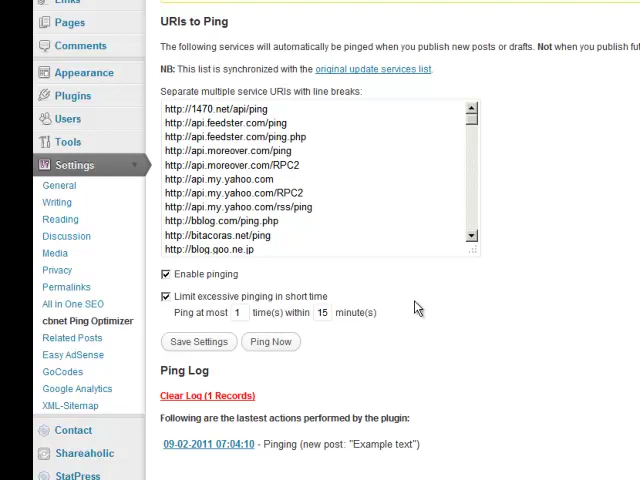 Links
Pages
Comments
Appearance
Plugins
Users
Tools
Settings
General
Writing
Reading
Discussion
Media
Privacy
Permalinks
All in One SEO
cbnet Ping Optimizer
Related Posts
Easy AdSense
GoCodes
Google Analytics
XML-Sitemap
Contact
Shareaholic
StatPress
URIs to Ping
The following services will automatically be pinged when you publish new posts or drafts. Not when you publish
NB: This list is synchronized with the original update services list.
Separate multiple service URIs with line breaks:
http://1470.net/api/ping
http://api.feedster.com/ping
http://api.feedster.com/ping.php
http://api.moreover.com/ping
http://api.moreover.com/RPC2
http://api.my.yahoo.com
http://api.my.yahoo.com/RPC2
http://api.my.yahoo.com/rss/ping
http://bblog.com/ping.php
http://bitacoras.net/ping
http://blog.goo.ne.jp
Enable pinging
Limit excessive pinging in short time
Ping at most 1 time(s) within 15 minute(s)
Save Settings Ping Now
Ping Log
Clear Log (1 Records)
Following are the lastest actions performed by the plugin:
09-02-2011 07:04:10 - Pinging (new post: "Example text")